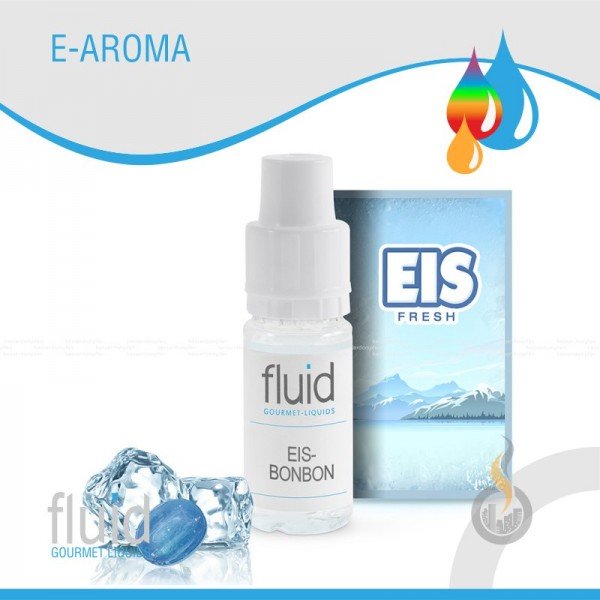 E-AROMA
EIS
FRESH
fluid
GOURMET-LIQUIDS
EIS-
BONBON
fluid
GOURMET LIQUIDS